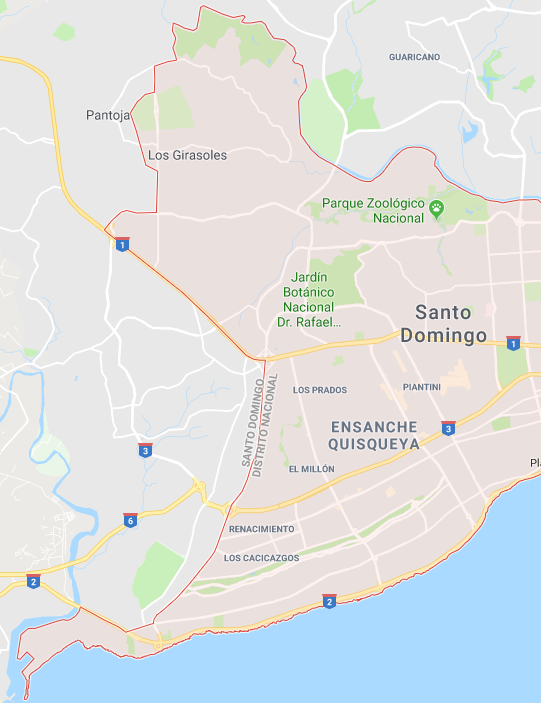 GUARICANO
Pantoja
Los Girasoles
Parque Zoológico
Nacional
1
Jardín
Botánico
Nacional
Dr. Rafael...
Santo
Domingo
1
LOS PRADOS
PIANTINI
SANTO DOMINGO
DISTRITO NACIONAL
ENSANCHE
QUISQUEYA
3
3
EL MILLÓN
Pl
6
RENACIMIENTO
LOS CACICAZGOS
2
2